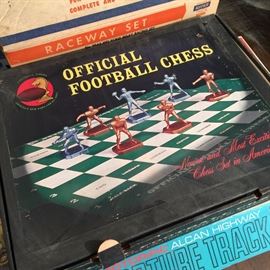 COMPLETE AND
RACEWAY SET
OFFICIAL
FOOTBALL CHESS
Newest and Most Exciting
Chess Set in America
ALCAN HIGHWAY
TRACK